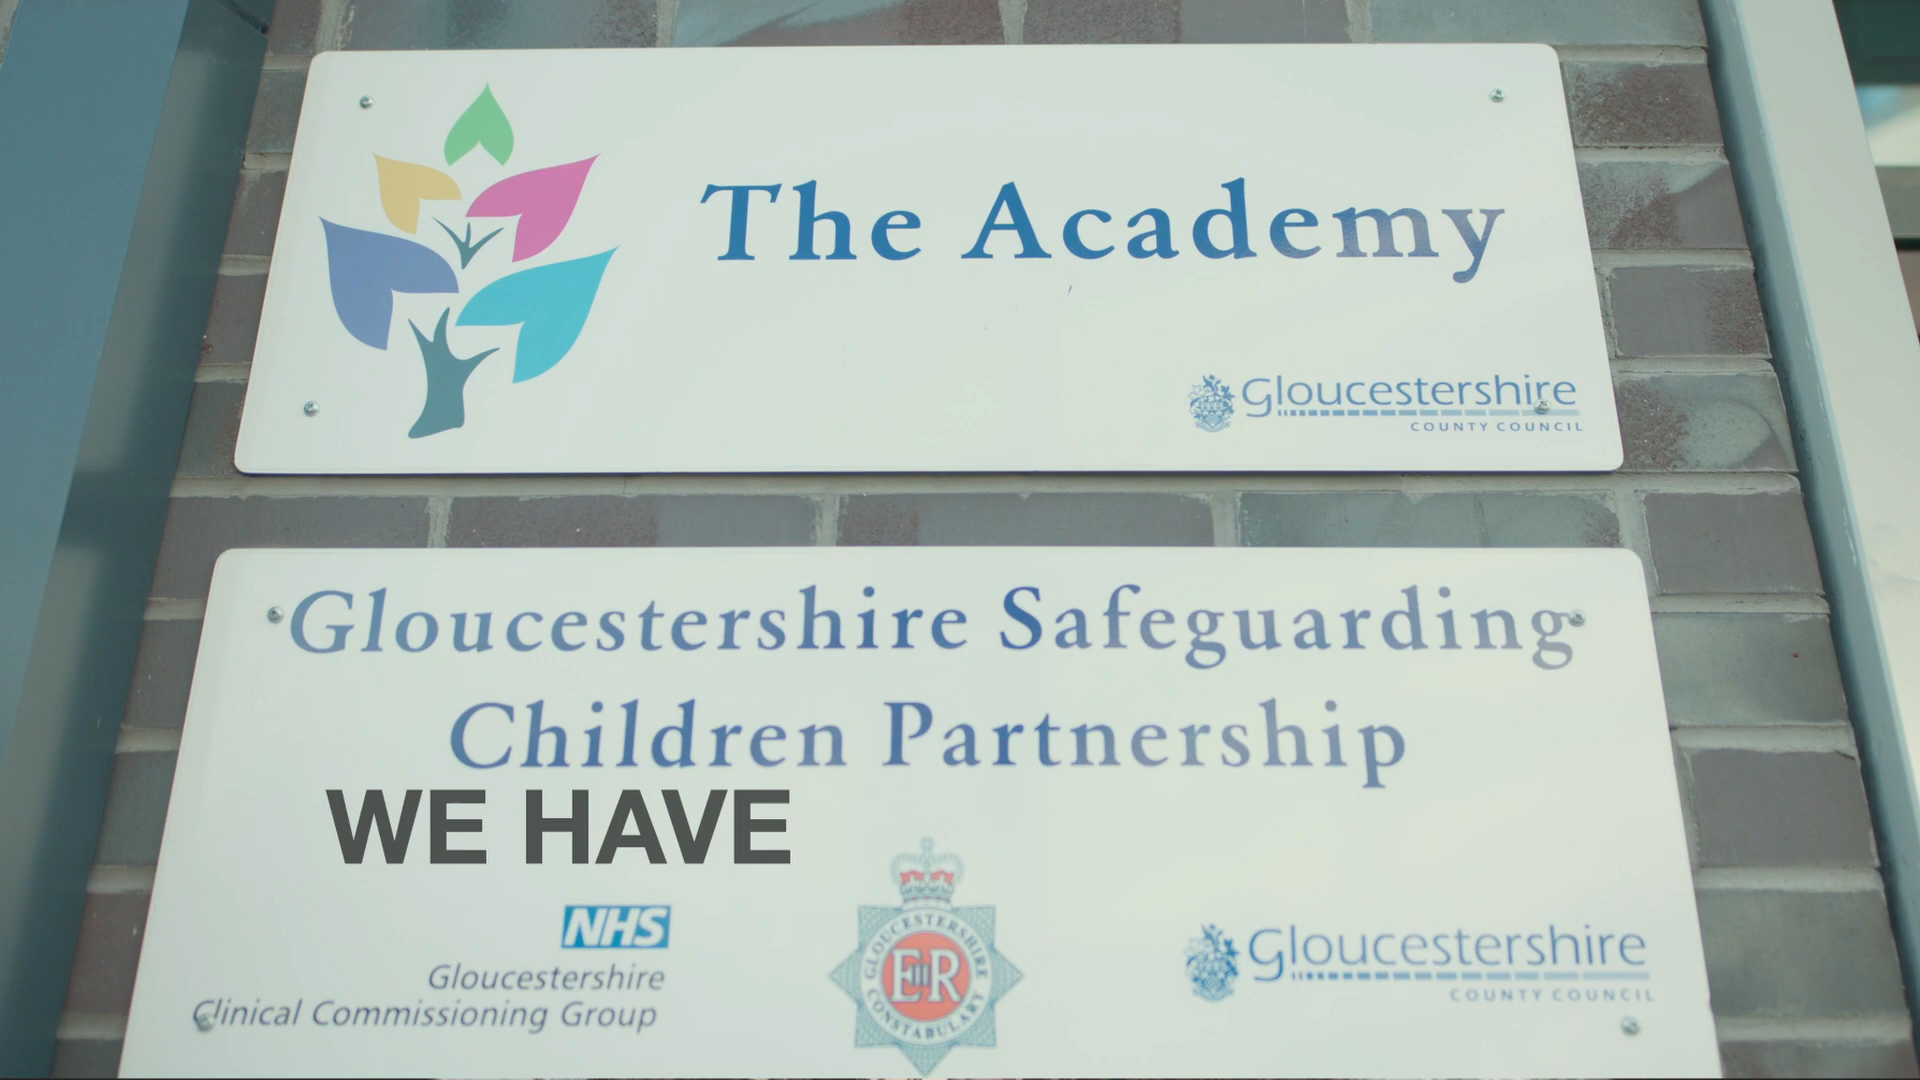 The Academy
Gloucestershire
COUNTY COUNCIL
Gloucestershire Safeguarding
Children Partnership
WE HAVE
NHS
Gloucestershire
Clinical Commissioning Group
GLOUCESTERSHIRE
EIIR
CONSTABULARY
Gloucestershire
COUNTY COUNCIL